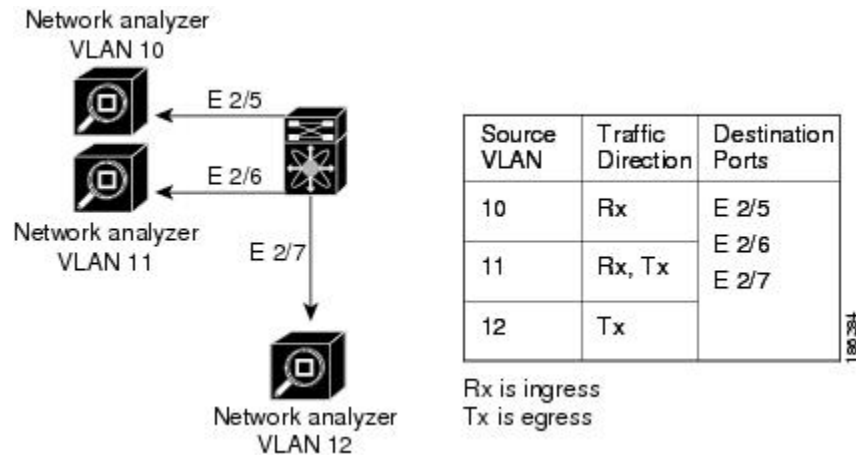 Network analyzer
VLAN 10
E 2/5
E 2/6
Network analyzer
VLAN 11
E 2/7
Network analyzer
VLAN 12
Source VLAN Traffic Direction Destination Ports
10 Rx E 2/5
E 2/6
11 Rx, Tx E 2/7
12 Tx
Rx is ingress
Tx is egress
186284